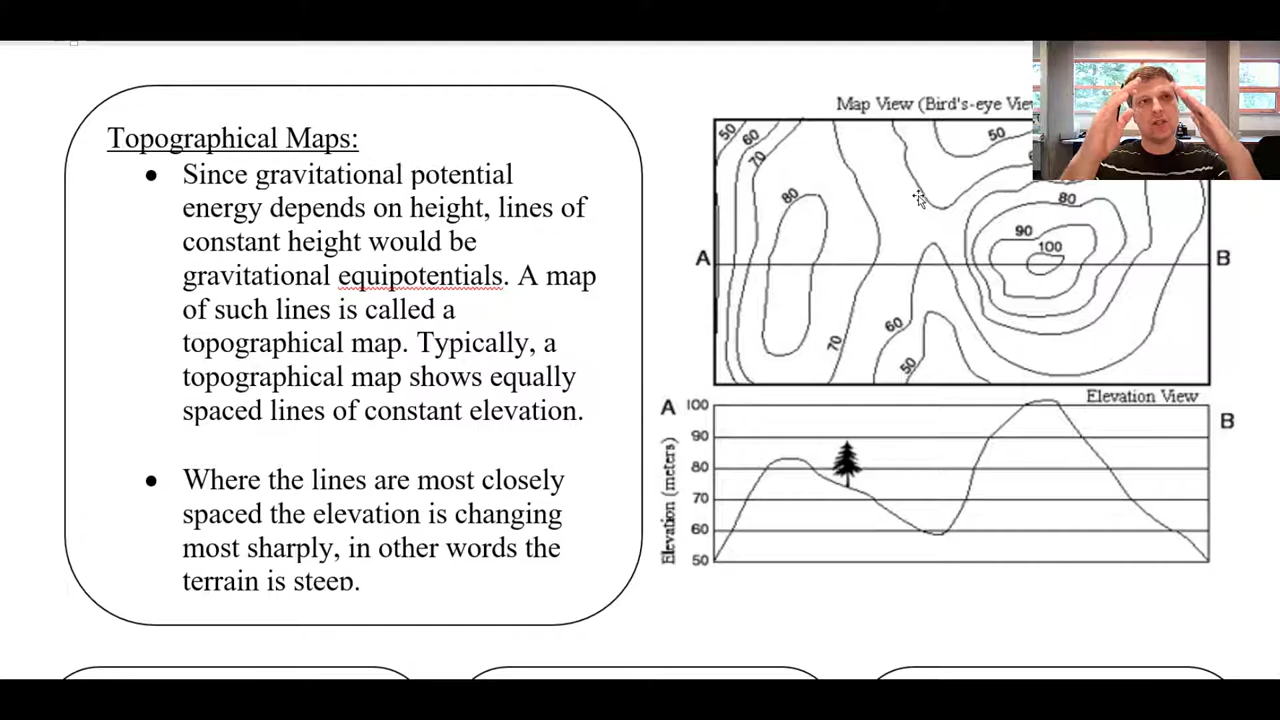 Topographical Maps:
• Since gravitational potential
energy depends on height, lines of
constant height would be
gravitational equipotentials. A map
of such lines is called a
topographical map. Typically, a
topographical map shows equally
spaced lines of constant elevation.
• Where the lines are most closely
spaced the elevation is changing
most sharply, in other words the
terrain is steep.
Map View (Bird's-eye View
50
60
70
80
50
80
90
100
A
B
60
70
50
Elevation View
A
B
Elevation (meters)
100
90
80
70
60
50